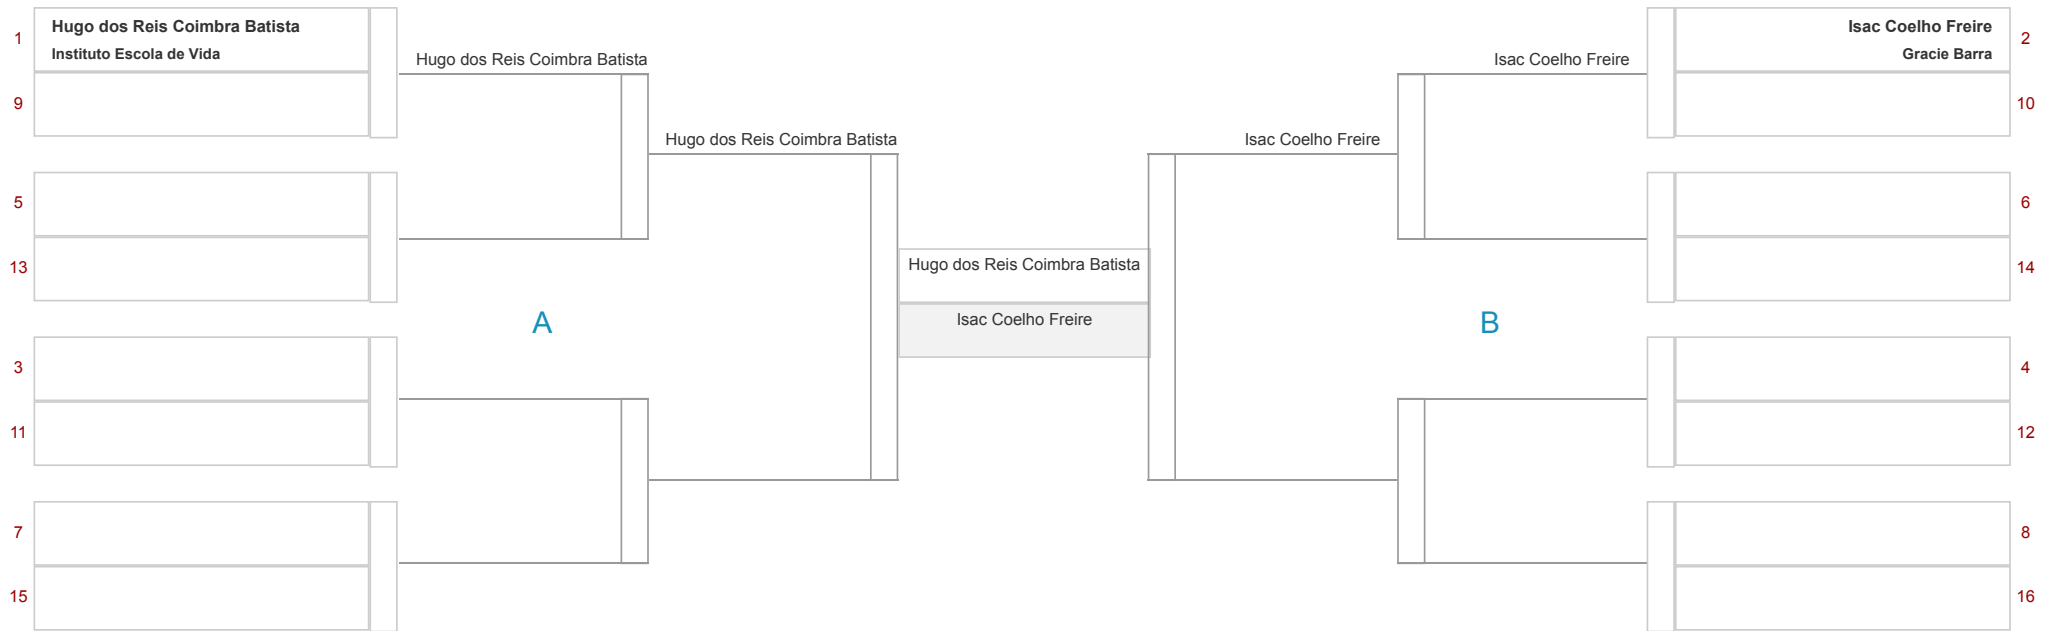 1
Hugo dos Reis Coimbra Batista
Instituto Escola de Vida
9
5
13
3
11
7
15
Hugo dos Reis Coimbra Batista
Hugo dos Reis Coimbra Batista
A
Hugo dos Reis Coimbra Batista
Isac Coelho Freire
Isac Coelho Freire
Isac Coelho Freire
B
Isac Coelho Freire
Gracie Barra
2
10
6
14
4
12
8
16